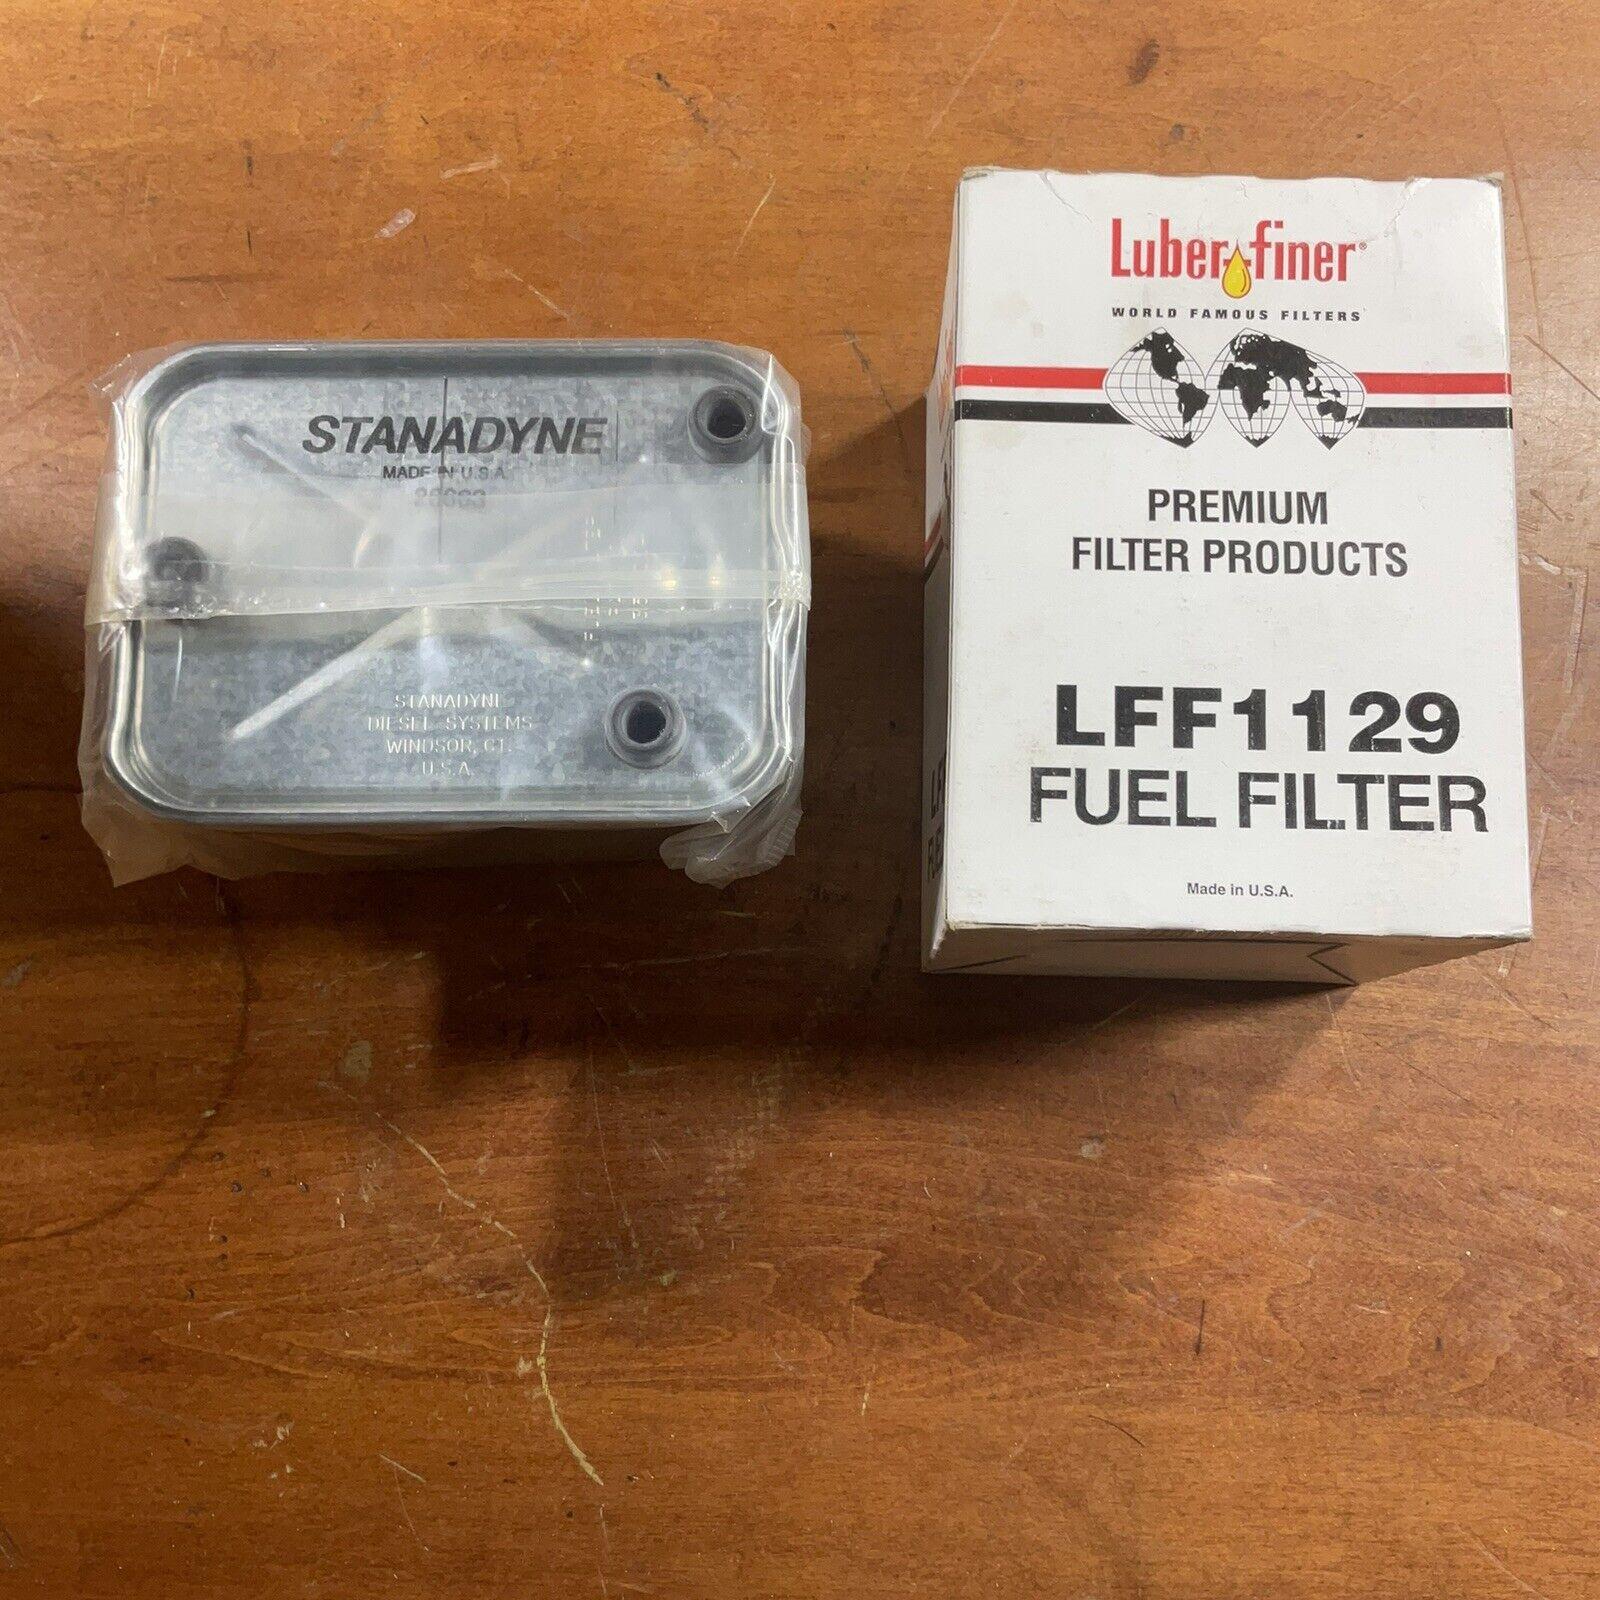 STANADYNE
MADE IN U.S.A.
STANADYNE
DIESEL SYSTEMS
WINDSOR, CT.
U.S.A.
Luber-finer®
WORLD FAMOUS FILTERS
PREMIUM
FILTER PRODUCTS
LFF1129
FUEL FILTER
Made in U.S.A.